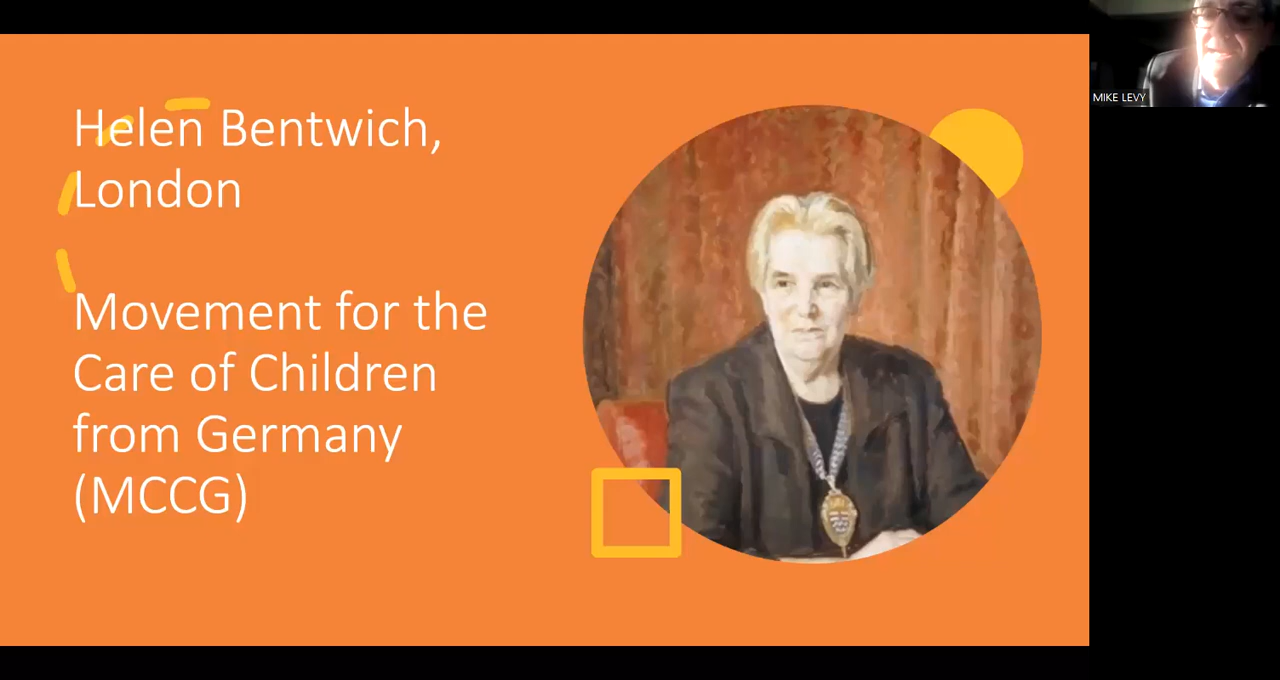 Helen Bentwich,
London
Movement for the
Care of Children
from Germany
(MCCG)
MIKE LEVY